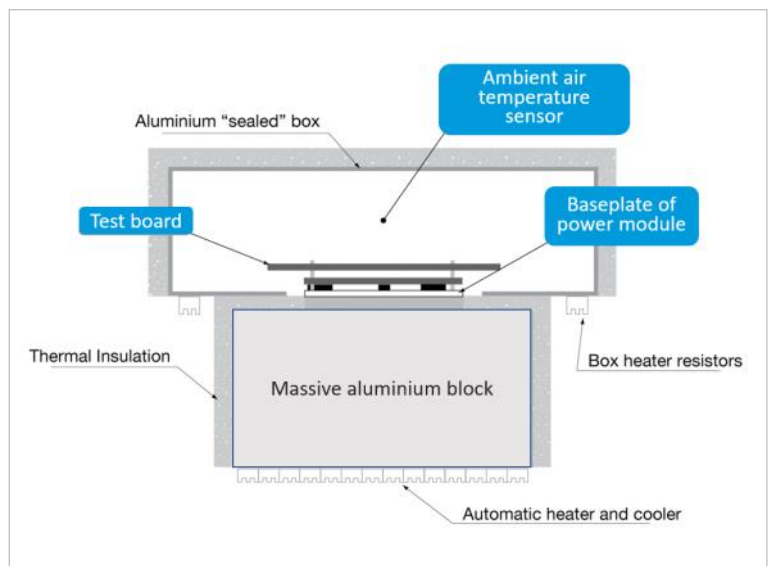 Ambient air
temperature
sensor
Aluminium "sealed" box
Test board
Baseplate of
power module
Thermal Insulation
Box heater resistors
Massive aluminium block
Automatic heater and cooler